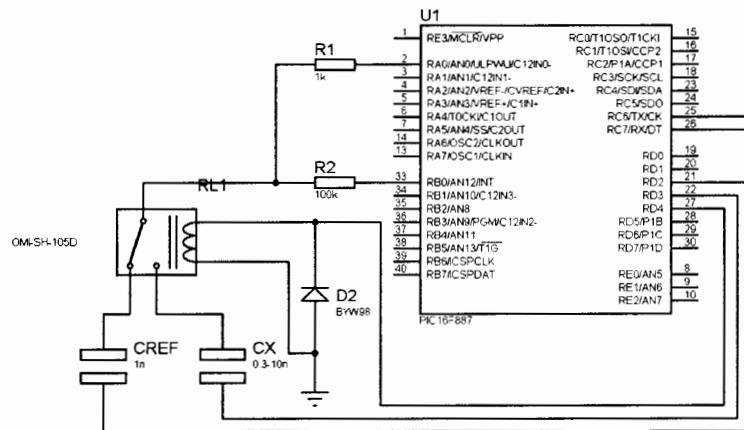 U1
1 RE3/MCLR/VPP
2 RA0/AN0/ULPWU/C12IN0-
3 RA1/AN1/C12IN1-
4 RA2/AN2/VREF-/CVREF/C2IN+
5 RA3/AN3/VREF+/C1IN+
6 RA4/T0CKI/C1OUT
7 RA5/AN4/SS/C2OUT
14 RA6/OSC2/CLKOUT
13 RA7/OSC1/CLKIN
33 RB0/AN12/INT
34 RB1/AN10/C12IN3-
35 RB2/AN8
36 RB3/AN9/PGM/C12IN2-
37 RB4/AN11
38 RB5/AN13/T1G
39 RB6/ICSPCLK
40 RB7/ICSPDAT
RC0/T1OSO/T1CKI 15
RC1/T1OSI/CCP2 16
RC2/P1A/CCP1 17
RC3/SCK/SCL 18
RC4/SDI/SDA 23
RC5/SDO 24
RC6/TX/CK 25
RC7/RX/DT 26
RD0 19
RD1 20
RD2 21
RD3 22
RD4 27
RD5/P1B 28
RD6/P1C 29
RD7/P1D 30
RE0/AN5 8
RE1/AN6 9
RE2/AN7 10
PIC16F887
R1
1k
R2
100k
RL1
OMI-SH-105D
D2
BYW98
CREF
1n
CX
0.3-10n